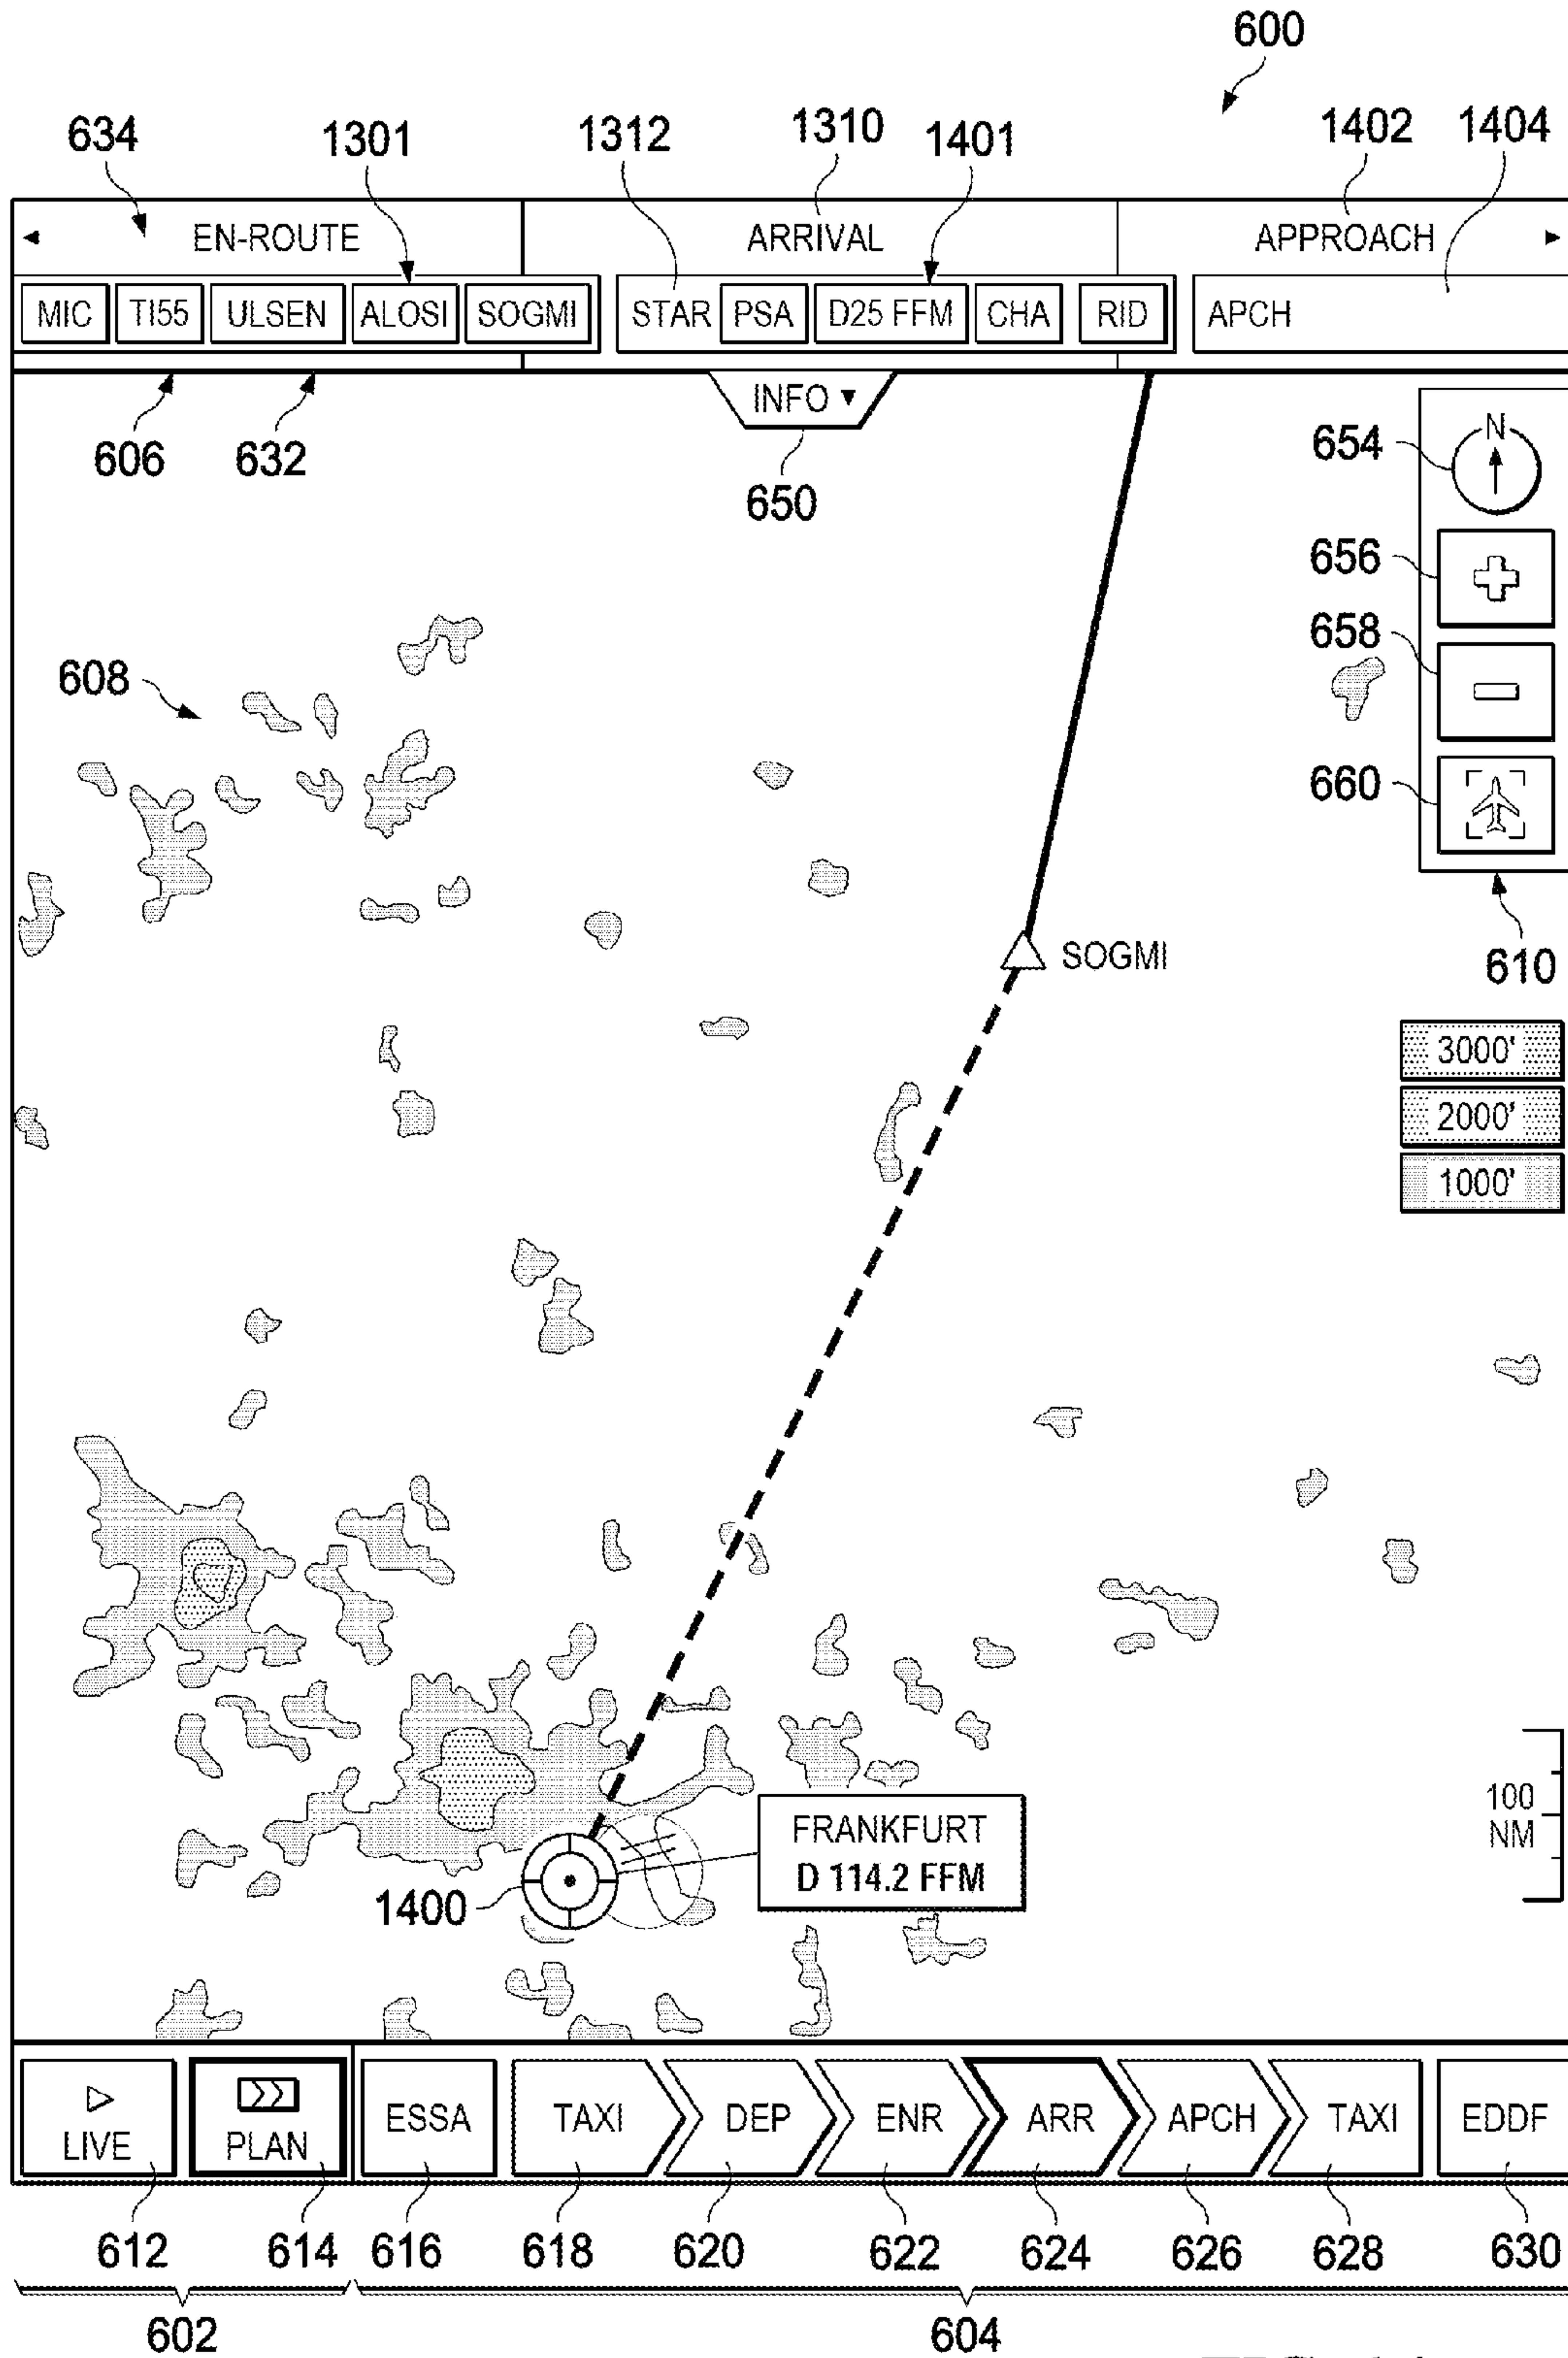 600
634 1301 1312 1310 1401 1402 1404
◄ EN-ROUTE ARRIVAL APPROACH ►
MIC TI55 ULSEN ALOSI SOGMI STAR PSA D25 FFM CHA RID APCH
606 632
INFO ▼
650
N
654
656
658
608
660
610
SOGMI
3000'
2000'
1000'
100
NM
FRANKFURT
D 114.2 FFM
1400
LIVE PLAN ESSA TAXI DEP ENR ARR APCH TAXI EDDF
612 614 616 618 620 622 624 626 628 630
602 604